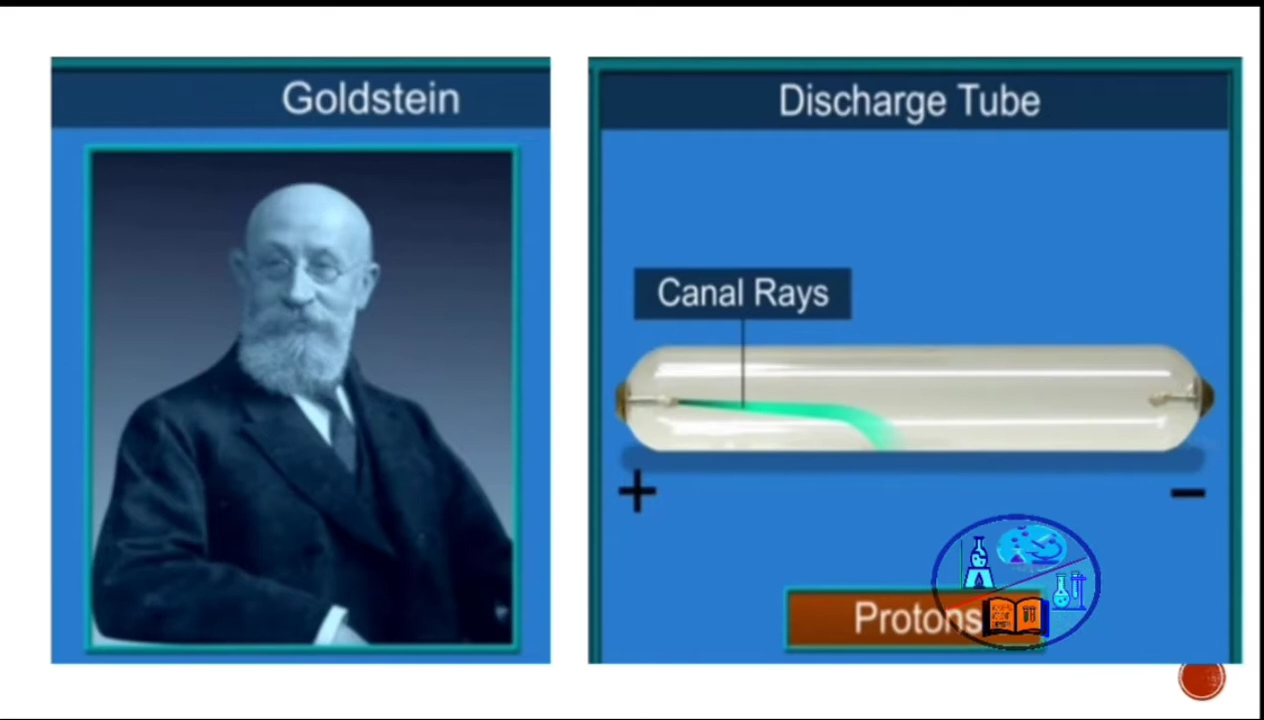 Goldstein
Discharge Tube
Canal Rays
+
−
Protons